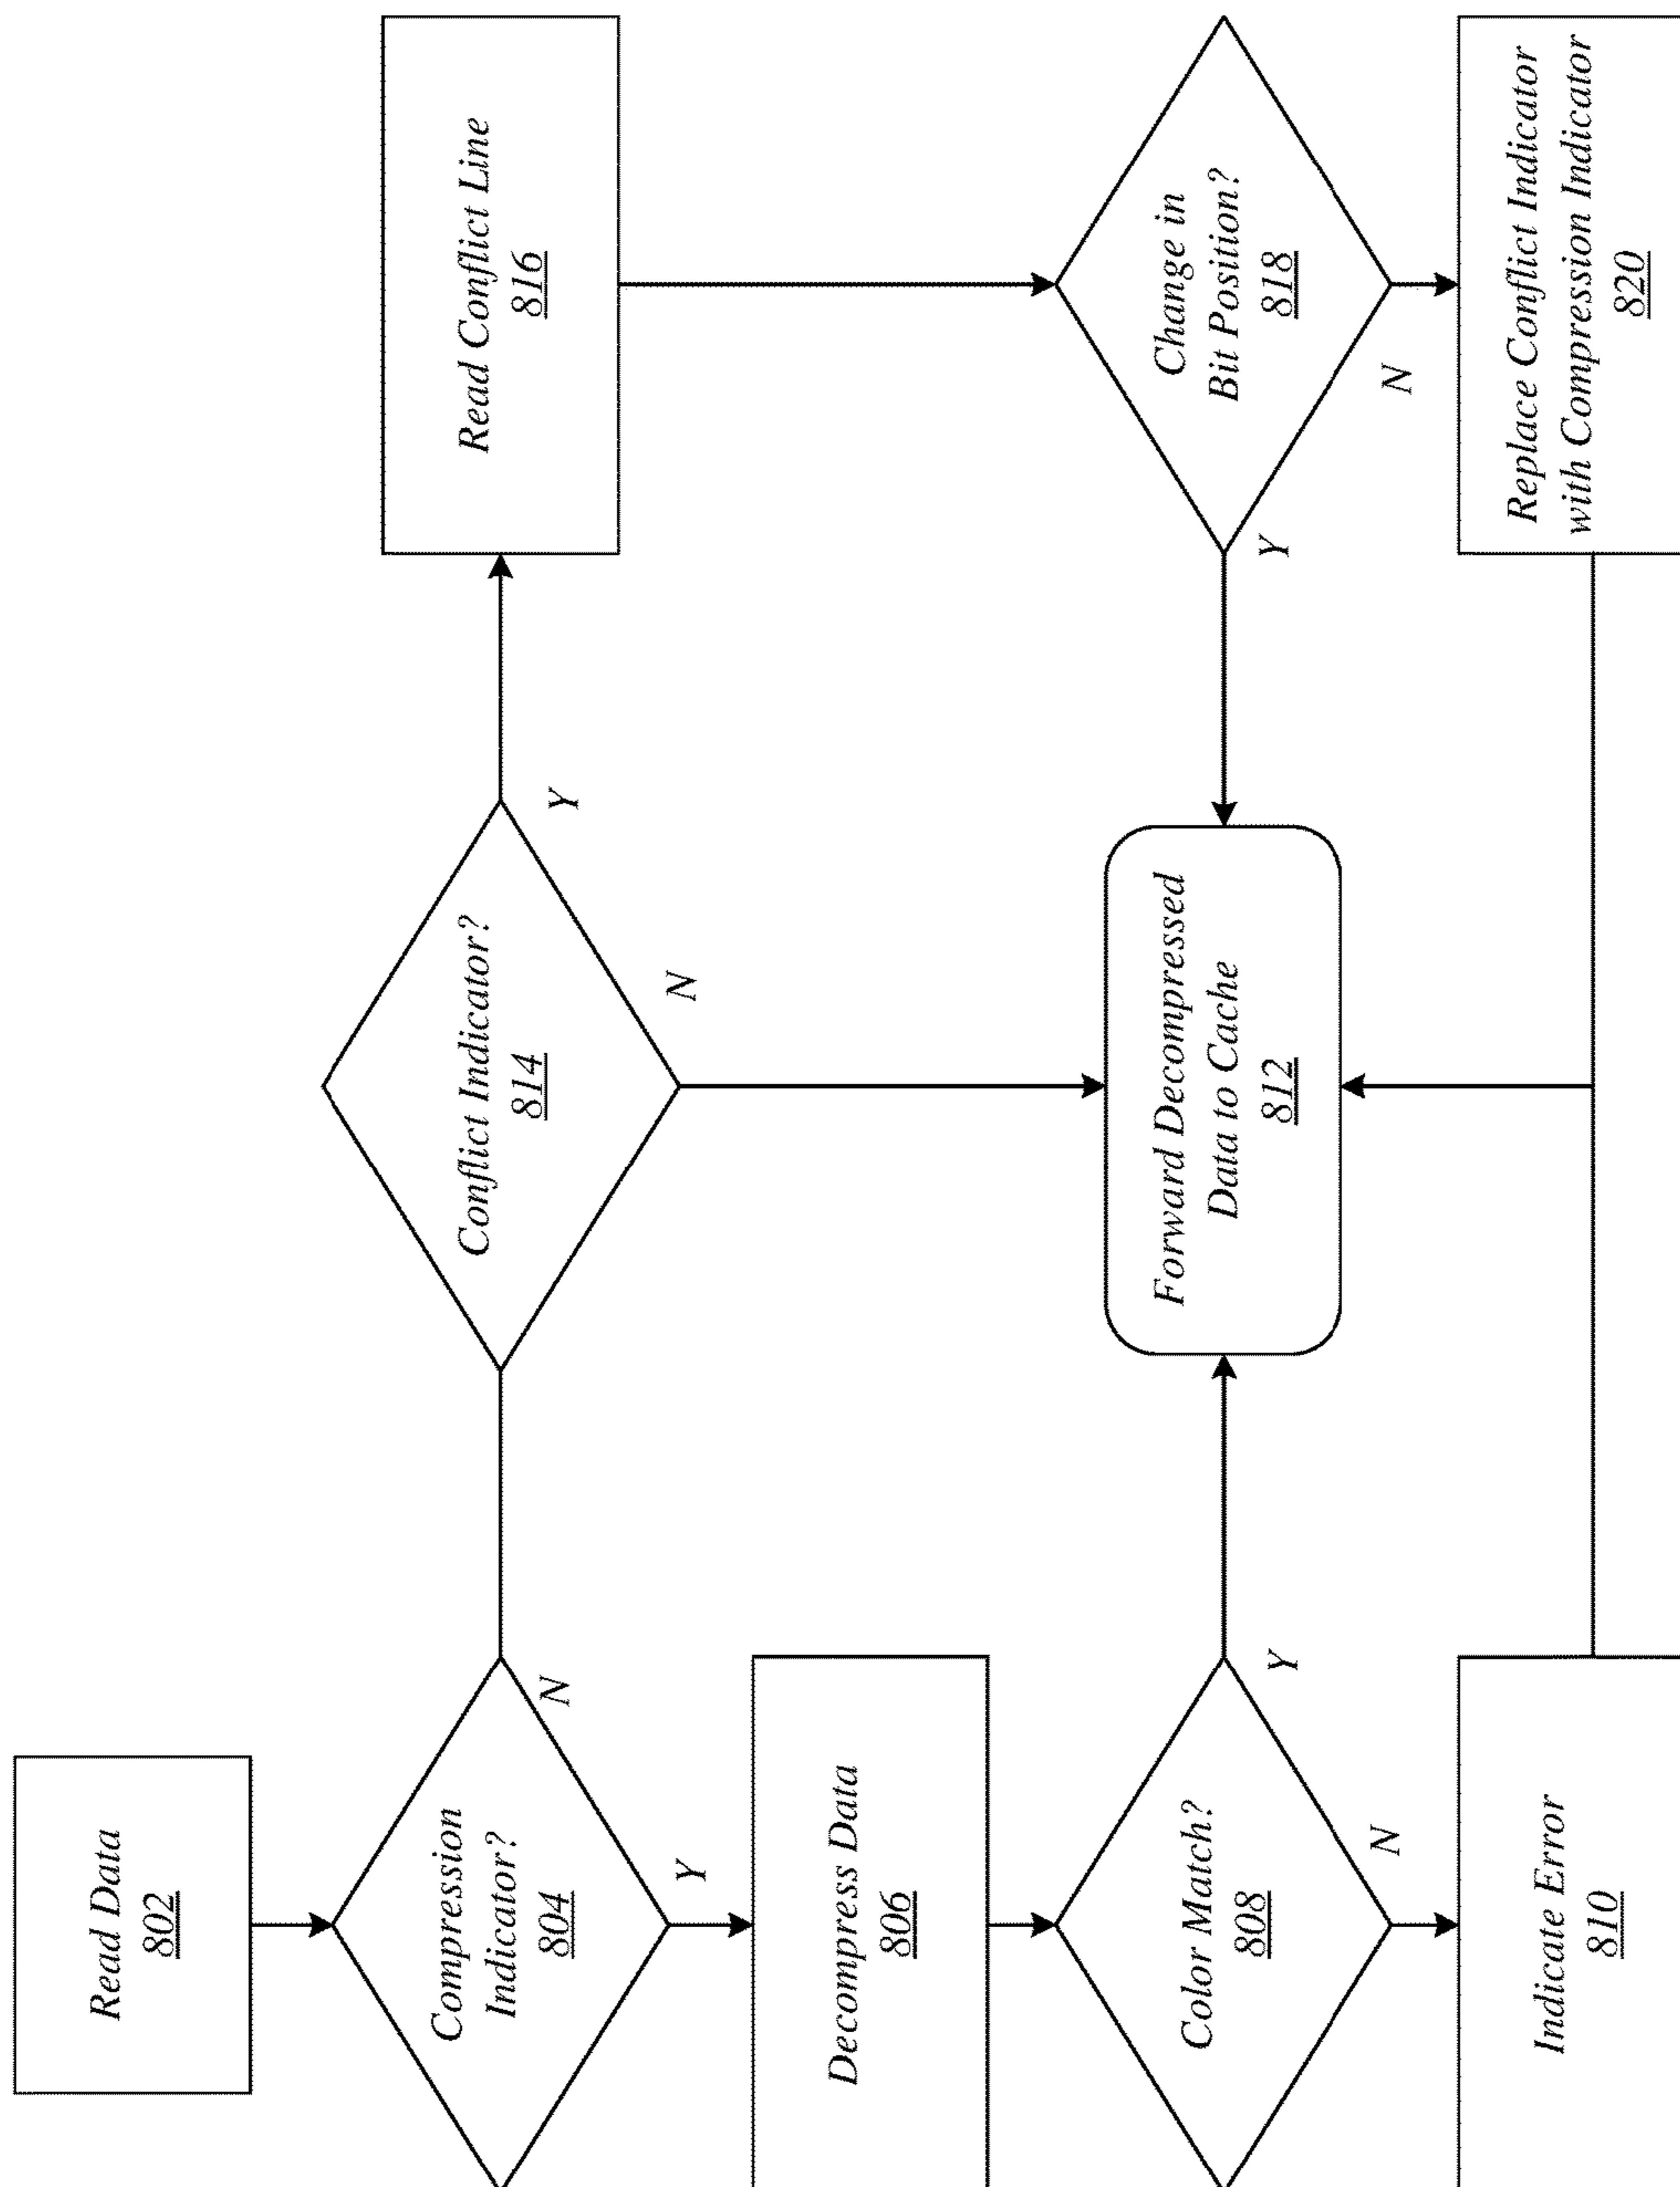 Read Data
802
Compression
Indicator?
804
N
Y
Decompress Data
806
Color Match?
808
Y
N
Indicate Error
810
Conflict Indicator?
814
Y
N
Forward Decompressed
Data to Cache
812
Read Conflict Line
816
Change in
Bit Position?
818
Y
N
Replace Conflict Indicator
with Compression Indicator
820